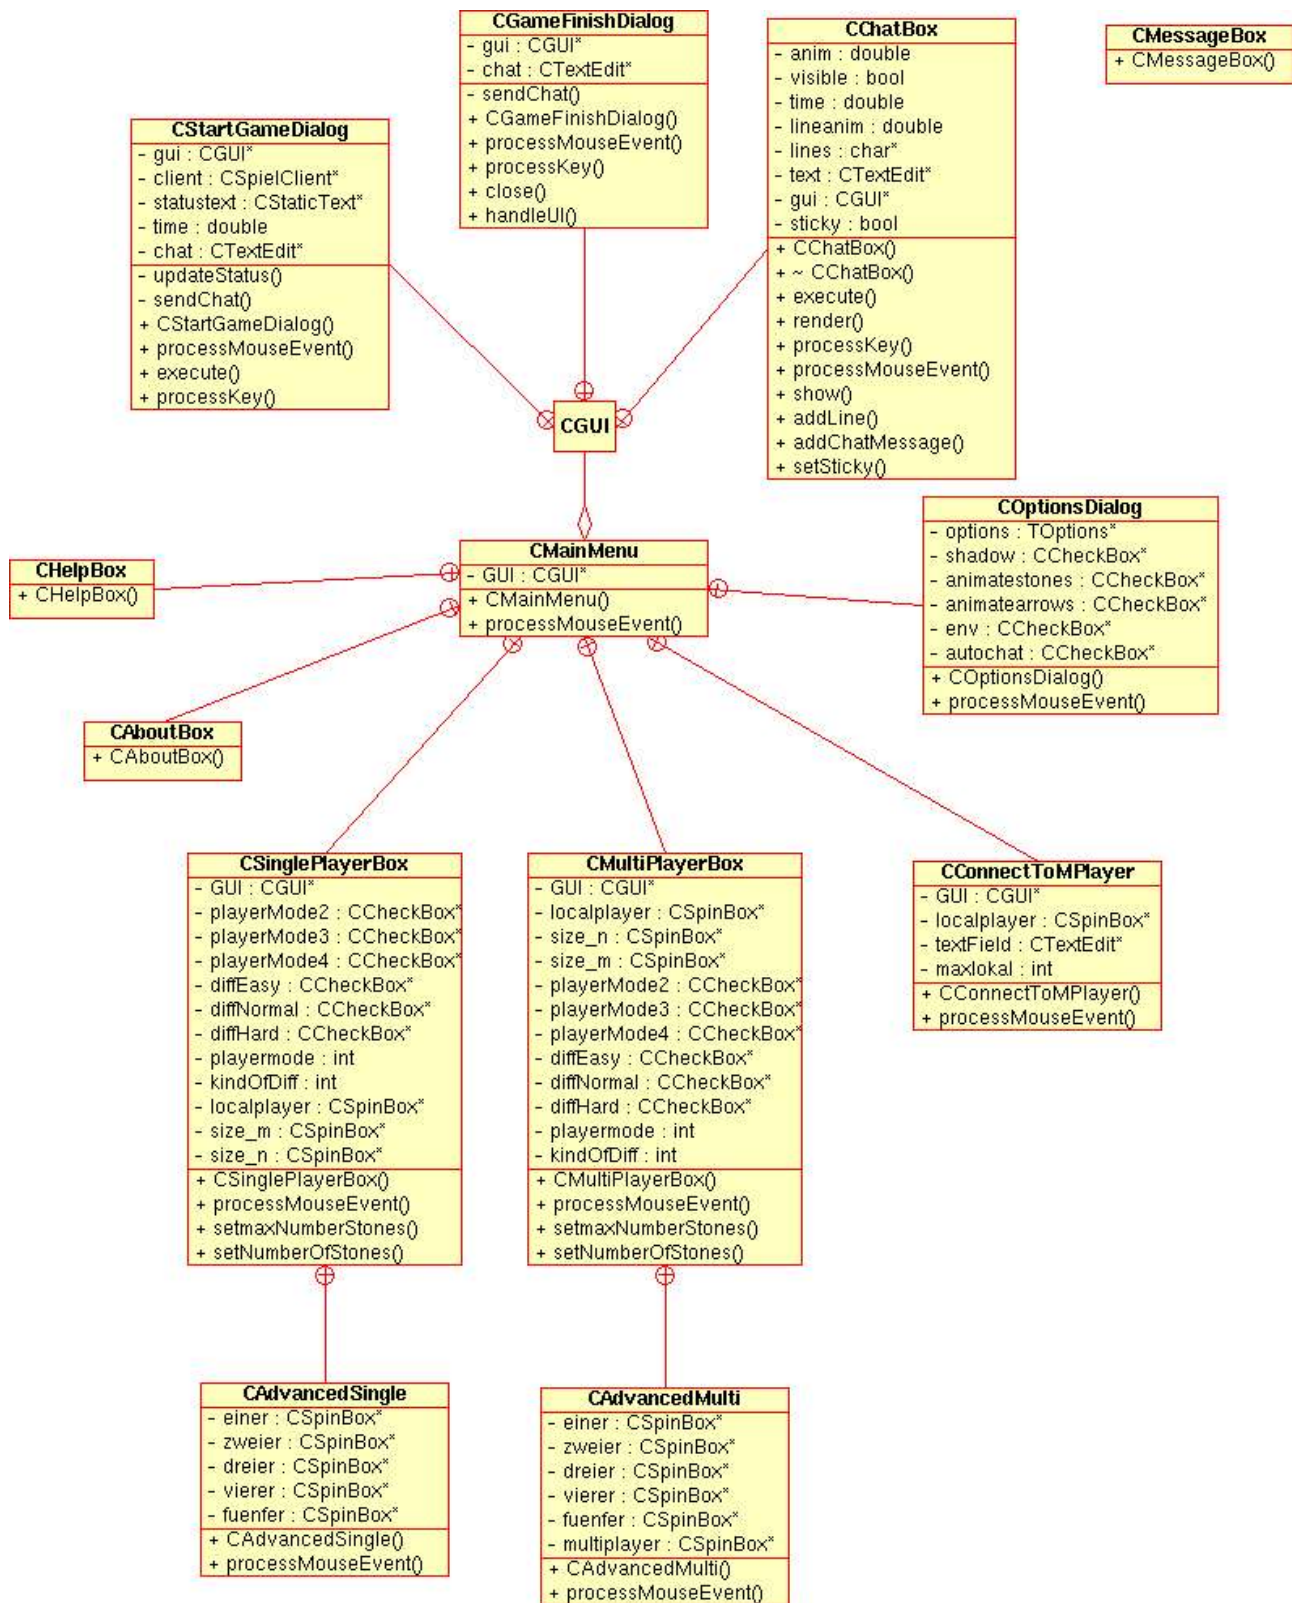 CGameFinishDialog
- gui : CGUI*
- chat : CTextEdit*
- sendChat()
+ CGameFinishDialog()
+ processMouseEvent()
+ processKey()
+ close()
+ handleUI()
CChatBox
- anim : double
- visible : bool
- time : double
- lineanim : double
- lines : char*
- text : CTextEdit*
- gui : CGUI*
- sticky : bool
+ CChatBox()
+ ~ CChatBox()
+ execute()
+ render()
+ processKey()
+ processMouseEvent()
+ show()
+ addLine()
+ addChatMessage()
+ setSticky()
CMessageBox
+ CMessageBox()
CStartGameDialog
- gui : CGUI*
- client : CSpielClient*
- statustext : CStaticText*
- time : double
- chat : CTextEdit*
- updateStatus()
- sendChat()
+ CStartGameDialog()
+ processMouseEvent()
+ execute()
+ processKey()
CGUI
COptionsDialog
- options : TOptions*
- shadow : CCheckBox*
- animatestones : CCheckBox*
- animatearrows : CCheckBox*
- env : CCheckBox*
- autochat : CCheckBox*
+ COptionsDialog()
+ processMouseEvent()
CMainMenu
- GUI : CGUI*
+ CMainMenu()
+ processMouseEvent()
CHelpBox
+ CHelpBox()
CAboutBox
+ CAboutBox()
CSinglePlayerBox
- GUI : CGUI*
- playerMode2 : CCheckBox*
- playerMode3 : CCheckBox*
- playerMode4 : CCheckBox*
- diffEasy : CCheckBox*
- diffNormal : CCheckBox*
- diffHard : CCheckBox*
- playermode : int
- kindOfDiff : int
- localplayer : CSpinBox*
- size_m : CSpinBox*
- size_n : CSpinBox*
+ CSinglePlayerBox()
+ processMouseEvent()
+ setmaxNumberStones()
+ setNumberOfStones()
CMultiPlayerBox
- GUI : CGUI*
- localplayer : CSpinBox*
- size_n : CSpinBox*
- size_m : CSpinBox*
- playerMode2 : CCheckBox*
- playerMode3 : CCheckBox*
- playerMode4 : CCheckBox*
- diffEasy : CCheckBox*
- diffNormal : CCheckBox*
- diffHard : CCheckBox*
- playermode : int
- kindOfDiff : int
+ CMultiPlayerBox()
+ processMouseEvent()
+ setmaxNumberStones()
+ setNumberOfStones()
CConnectToMPlayer
- GUI : CGUI*
- localplayer : CSpinBox*
- textField : CTextEdit*
- maxlokal : int
+ CConnectToMPlayer()
+ processMouseEvent()
CAdvancedSingle
- einer : CSpinBox*
- zweier : CSpinBox*
- dreier : CSpinBox*
- vierer : CSpinBox*
- fuenfer : CSpinBox*
+ CAdvancedSingle()
+ processMouseEvent()
CAdvancedMulti
- einer : CSpinBox*
- zweier : CSpinBox*
- dreier : CSpinBox*
- vierer : CSpinBox*
- fuenfer : CSpinBox*
- multiplayer : CSpinBox*
+ CAdvancedMulti()
+ processMouseEvent()